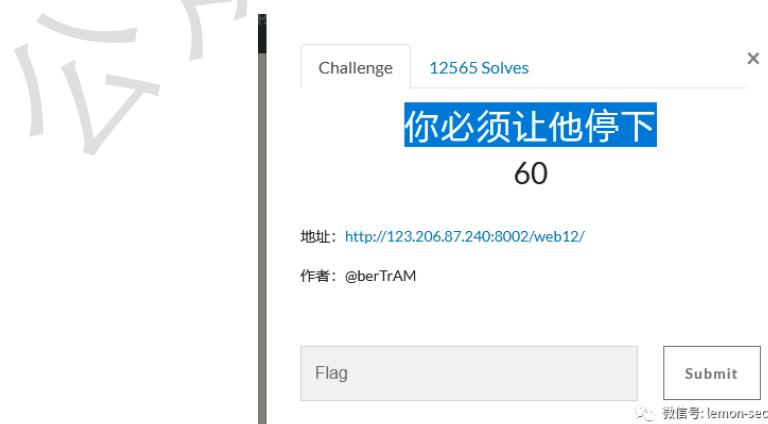 公
Challenge
12565 Solves
×
你必须让他停下
60
地址：http://123.206.87.240:8002/web12/
作者：@berTrAM
Flag
Submit
微信号: lemon-sec